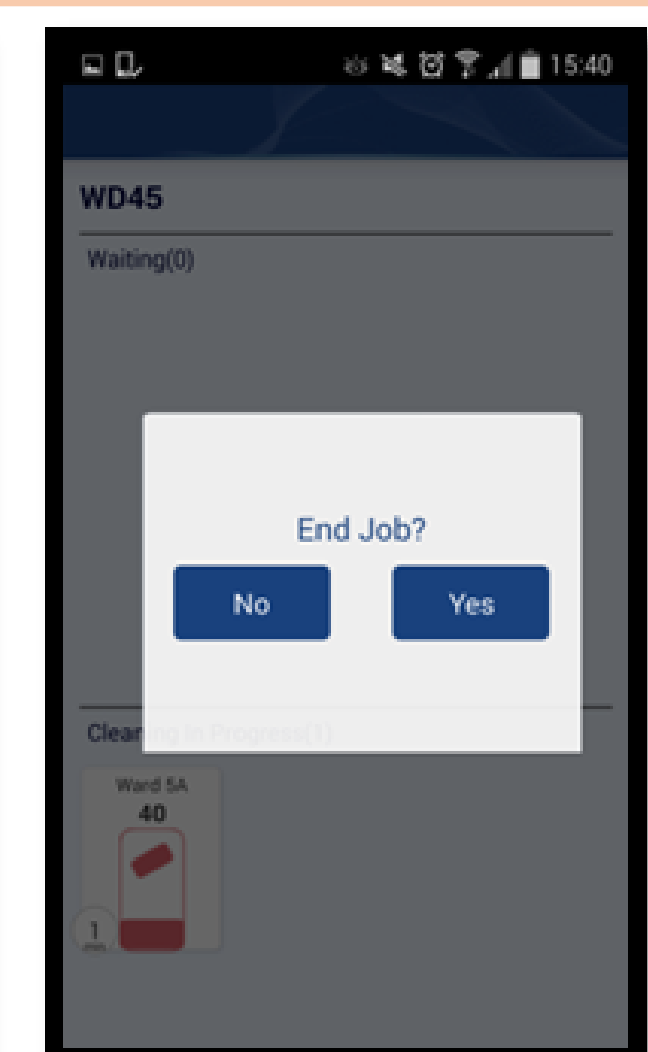 15:40
WD45
Waiting(0)
End Job?
No
Yes
Cleaning In Progress(1)
Ward 5A
40
1